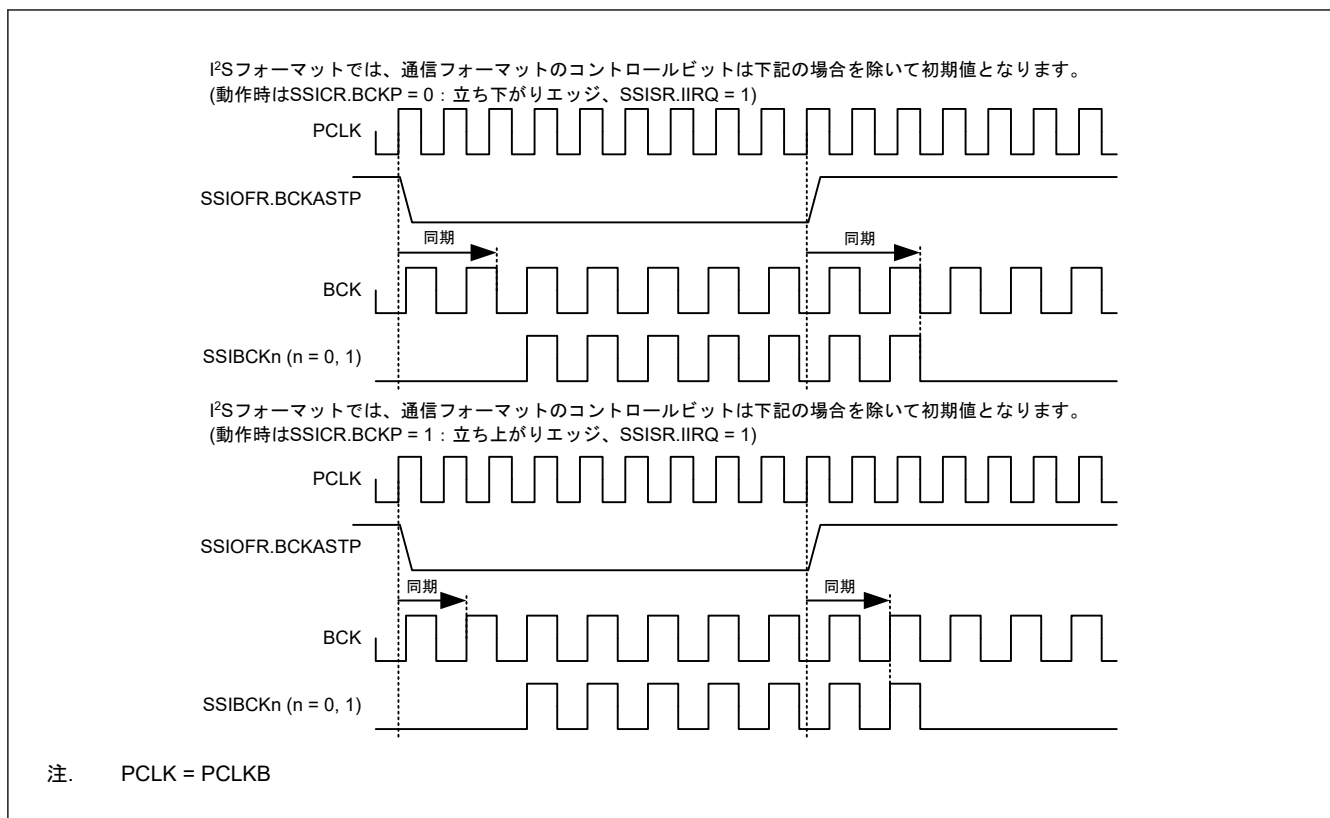 I²Sフォーマットでは、通信フォーマットのコントロールビットは下記の場合を除いて初期値となります。
(動作時はSSICR.BCKP = 0：立ち下がりエッジ、SSISR.IIRQ = 1)
PCLK
SSIOFR.BCKASTP
同期 同期
BCK
SSIBCKn (n = 0, 1)
I²Sフォーマットでは、通信フォーマットのコントロールビットは下記の場合を除いて初期値となります。
(動作時はSSICR.BCKP = 1：立ち上がりエッジ、SSISR.IIRQ = 1)
PCLK
SSIOFR.BCKASTP
同期 同期
BCK
SSIBCKn (n = 0, 1)
注. PCLK = PCLKB